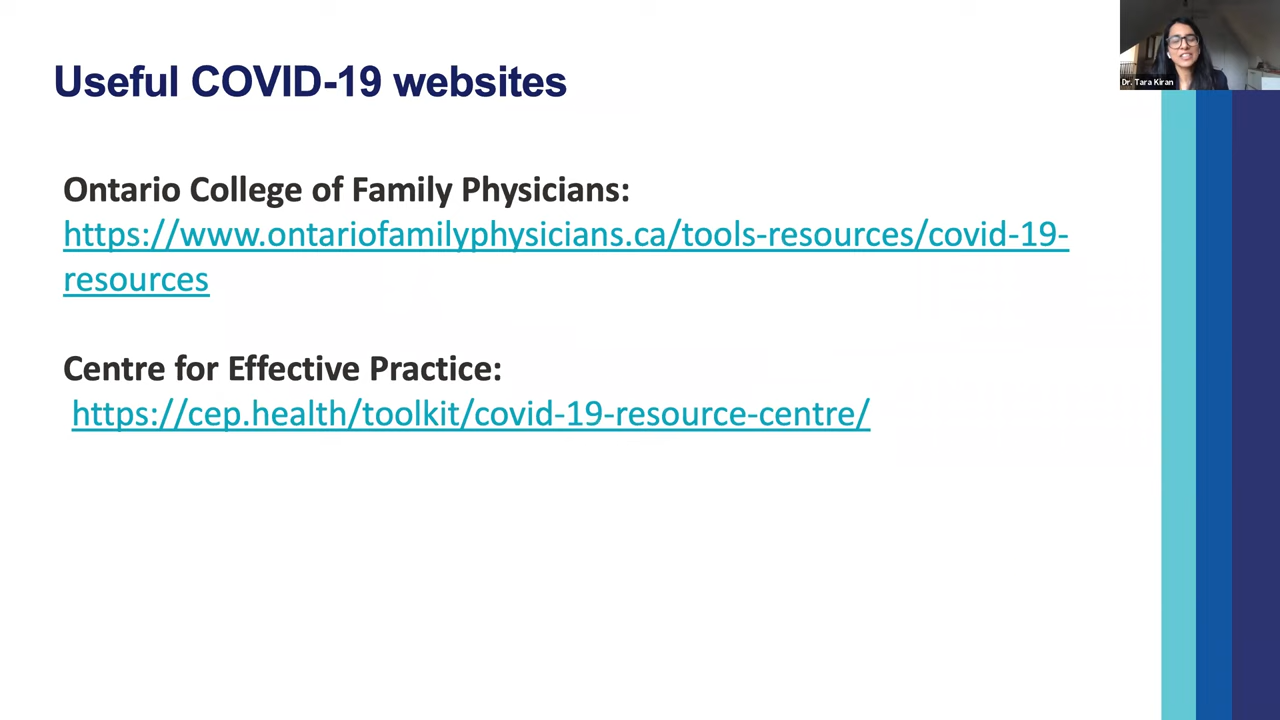 Dr. Tara Kiran
Useful COVID-19 websites
Ontario College of Family Physicians:
https://www.ontariofamilyphysicians.ca/tools-resources/covid-19-
resources
Centre for Effective Practice:
https://cep.health/toolkit/covid-19-resource-centre/